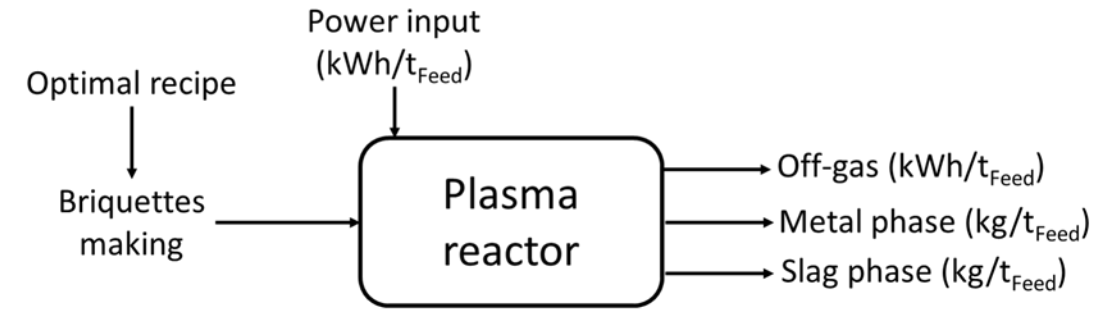 Power input
(kWh/tFeed)
Optimal recipe
Briquettes
making
Plasma
reactor
Off-gas (kWh/tFeed)
Metal phase (kg/tFeed)
Slag phase (kg/tFeed)